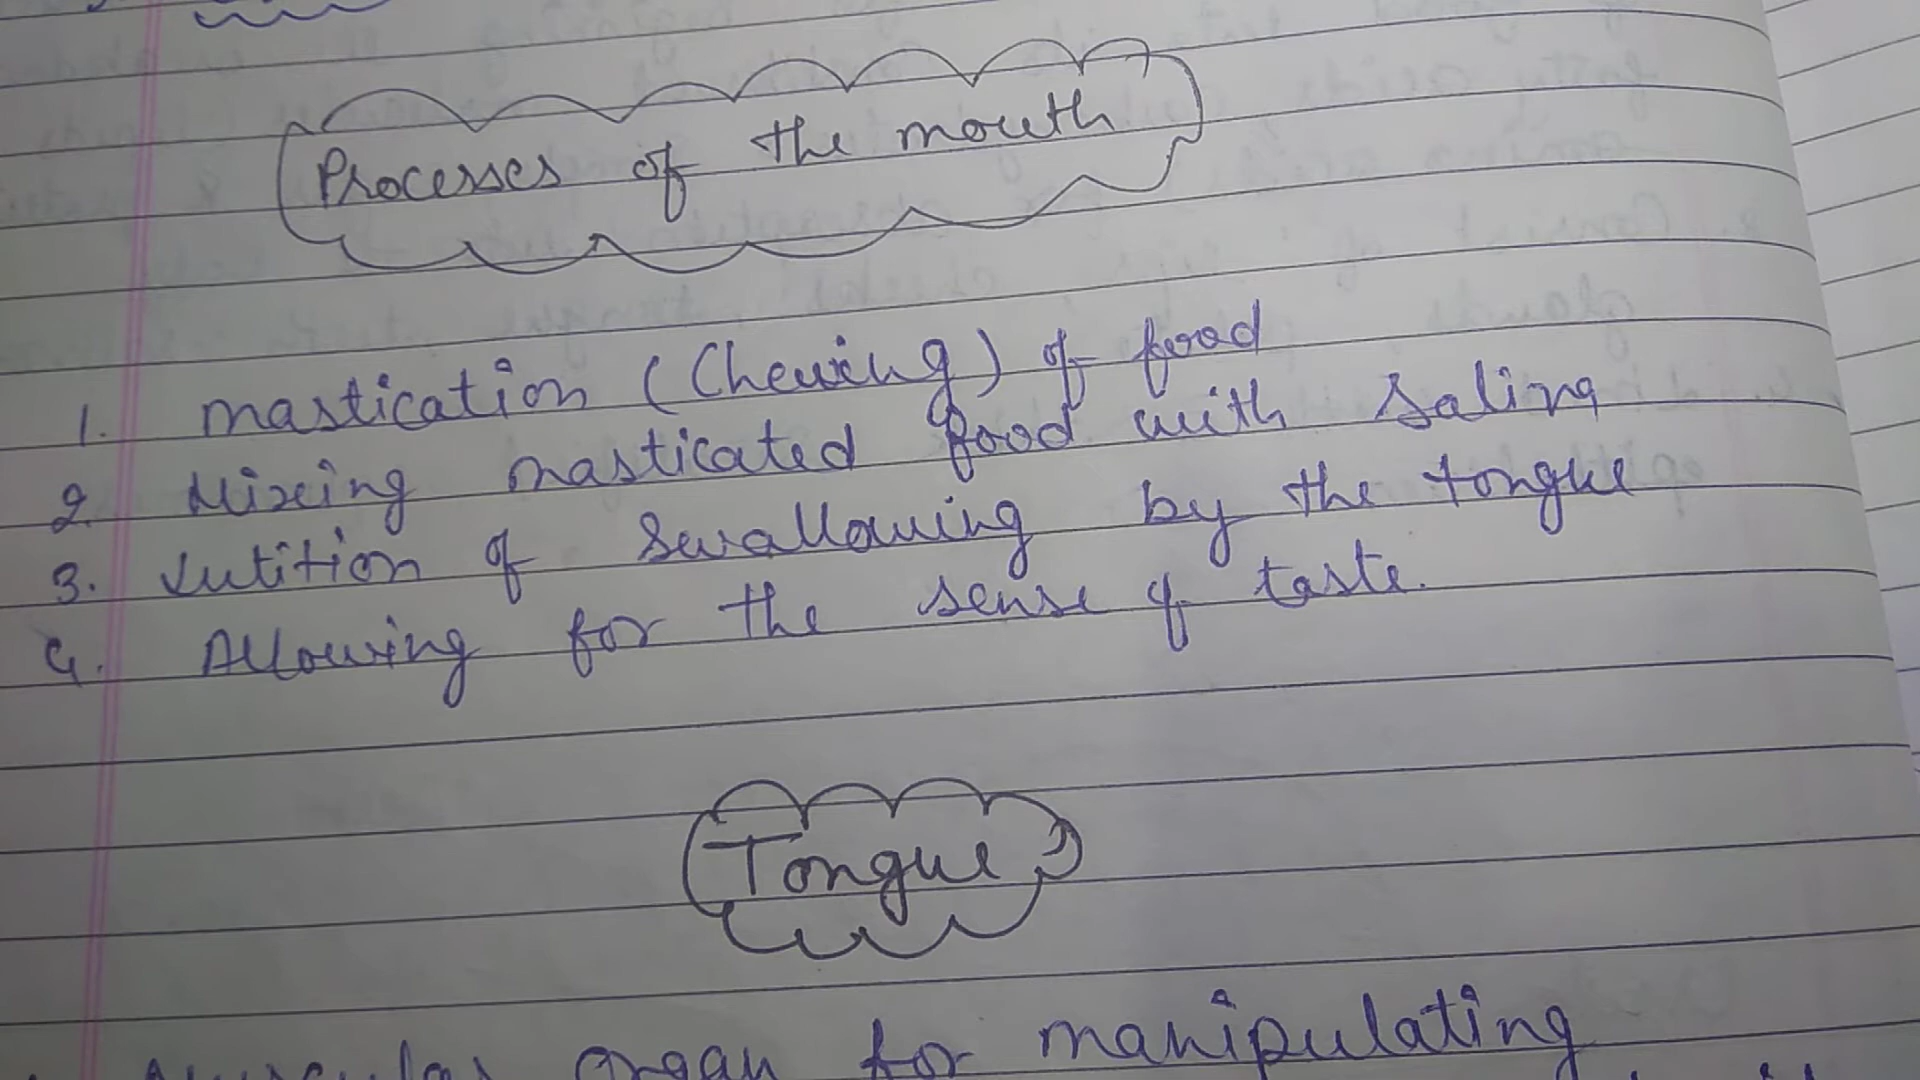 Processes of the mouth
1. mastication (Chewing) of food
2. Mixing masticated food with saliva
3. of swallowing by the tongue
4. Allowing for the sense of taste.
Tongue
organ for manipulating